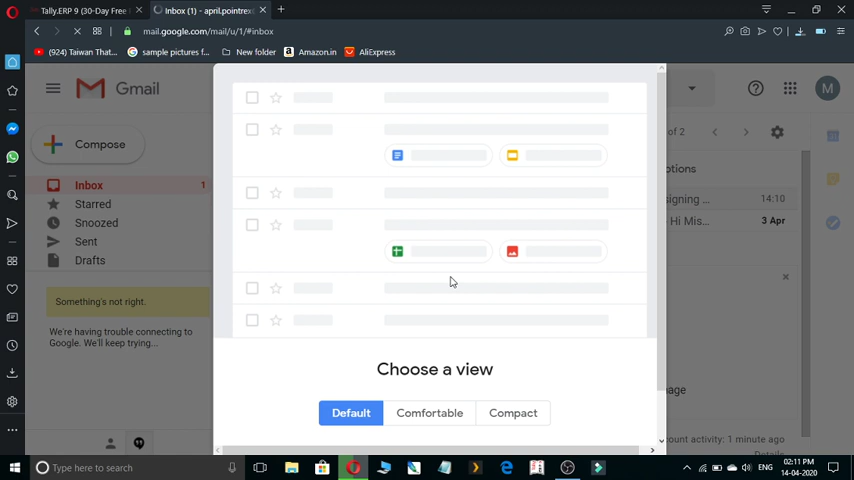 Tally.ERP 9 (30-Day Free
Inbox (1) - april.pointrex
mail.google.com/mail/u/1/#inbox
(924) Taiwan That...
sample pictures f...
New folder
Amazon.in
AliExpress
Gmail
M
Compose
of 2
Inbox
1
Starred
Snoozed
Sent
Drafts
signing ...
14:10
Hi Mis...
3 Apr
Something's not right.
We're having trouble connecting to
Google. We'll keep trying...
Choose a view
Default
Comfortable
Compact
count activity: 1 minute ago
Details
Type here to search
ENG
02:11 PM
14-04-2020